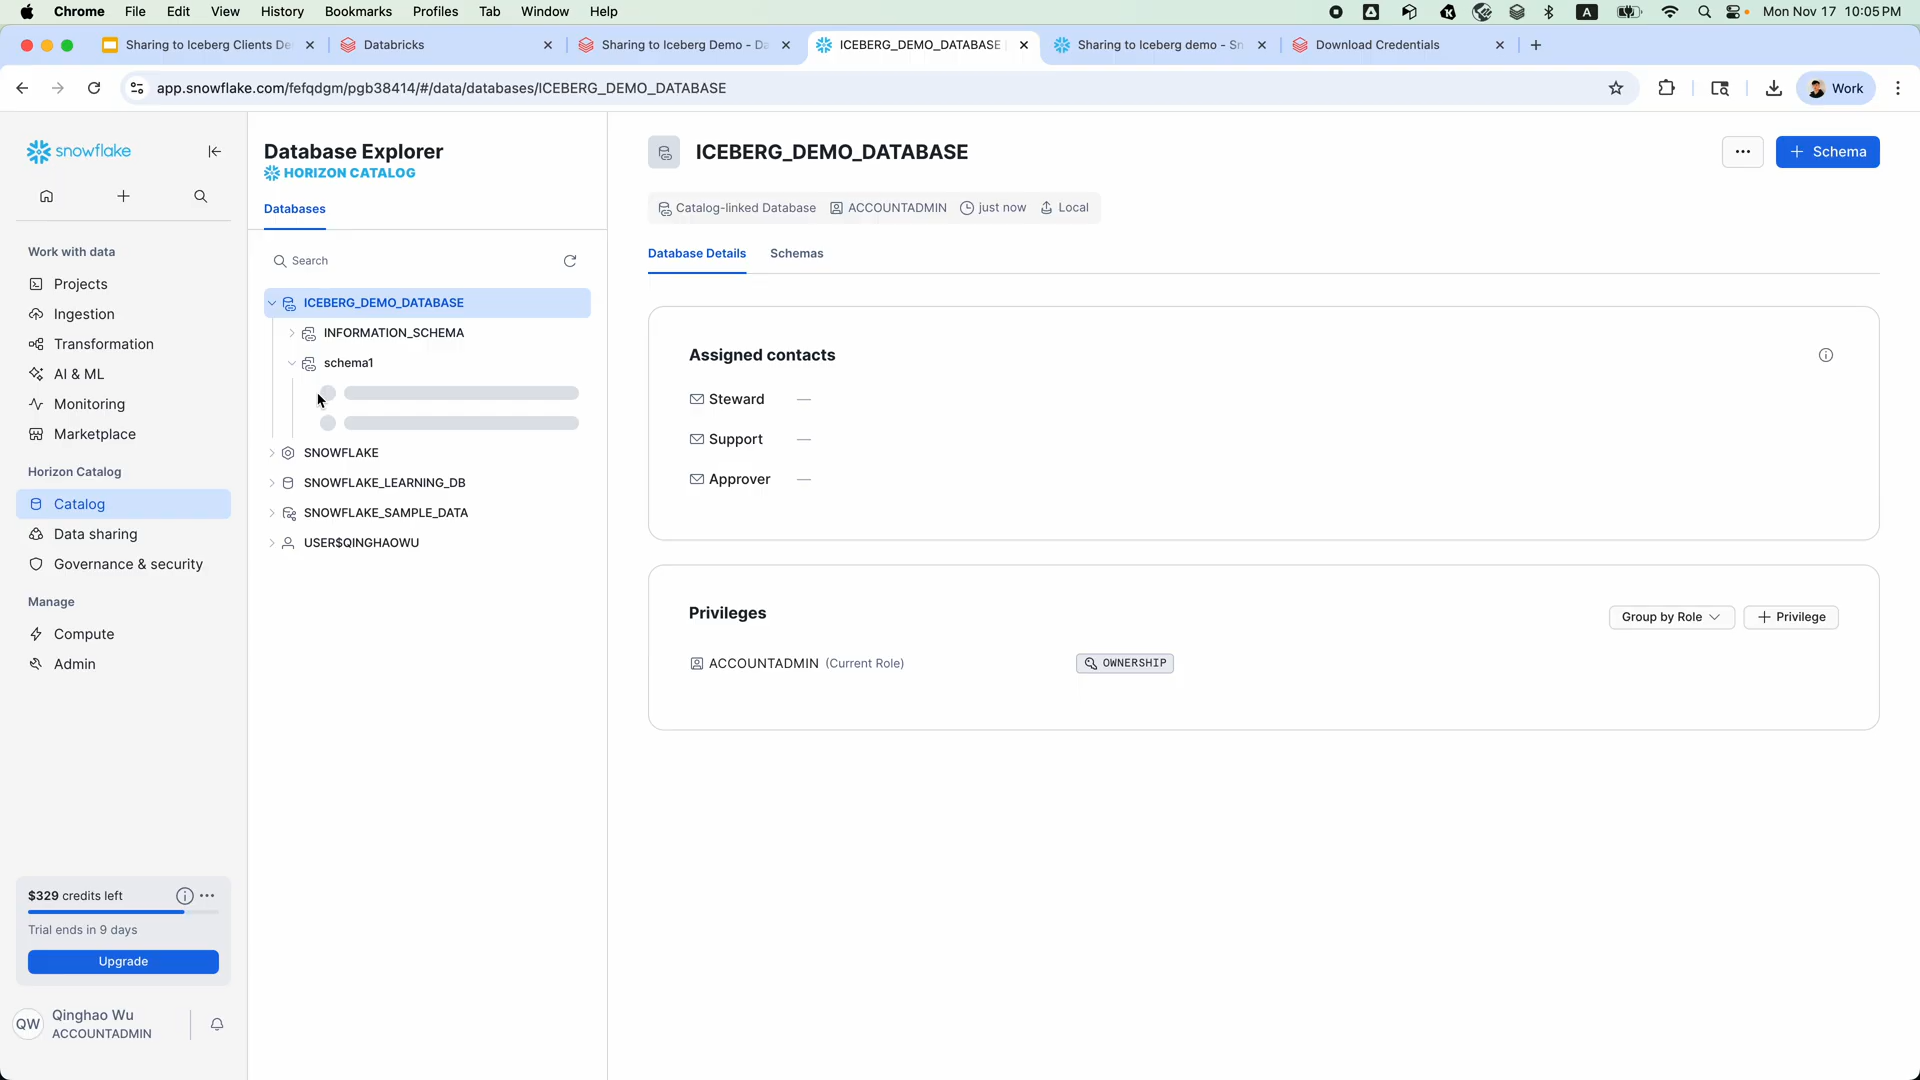 Chrome File Edit View History Bookmarks Profiles Tab Window Help
A
Mon Nov 17 10:05 PM
Sharing to Iceberg Clients De
Databricks
Sharing to Iceberg Demo - Da
ICEBERG_DEMO_DATABASE
Sharing to Iceberg demo - Sn
Download Credentials
app.snowflake.com/fefqdgm/pgb38414/#/data/databases/ICEBERG_DEMO_DATABASE
Work
snowflake
Work with data
Projects
Ingestion
Transformation
AI & ML
Monitoring
Marketplace
Horizon Catalog
Catalog
Data sharing
Governance & security
Manage
Compute
Admin
$329 credits left
Trial ends in 9 days
Upgrade
QW
Qinghao Wu
ACCOUNTADMIN
Database Explorer
HORIZON CATALOG
Databases
Search
ICEBERG_DEMO_DATABASE
INFORMATION_SCHEMA
schema1
SNOWFLAKE
SNOWFLAKE_LEARNING_DB
SNOWFLAKE_SAMPLE_DATA
USER$QINGHAOWU
ICEBERG_DEMO_DATABASE
+ Schema
Catalog-linked Database ACCOUNTADMIN just now Local
Database Details Schemas
Assigned contacts
Steward —
Support —
Approver —
Privileges
Group by Role
+ Privilege
ACCOUNTADMIN (Current Role)
OWNERSHIP